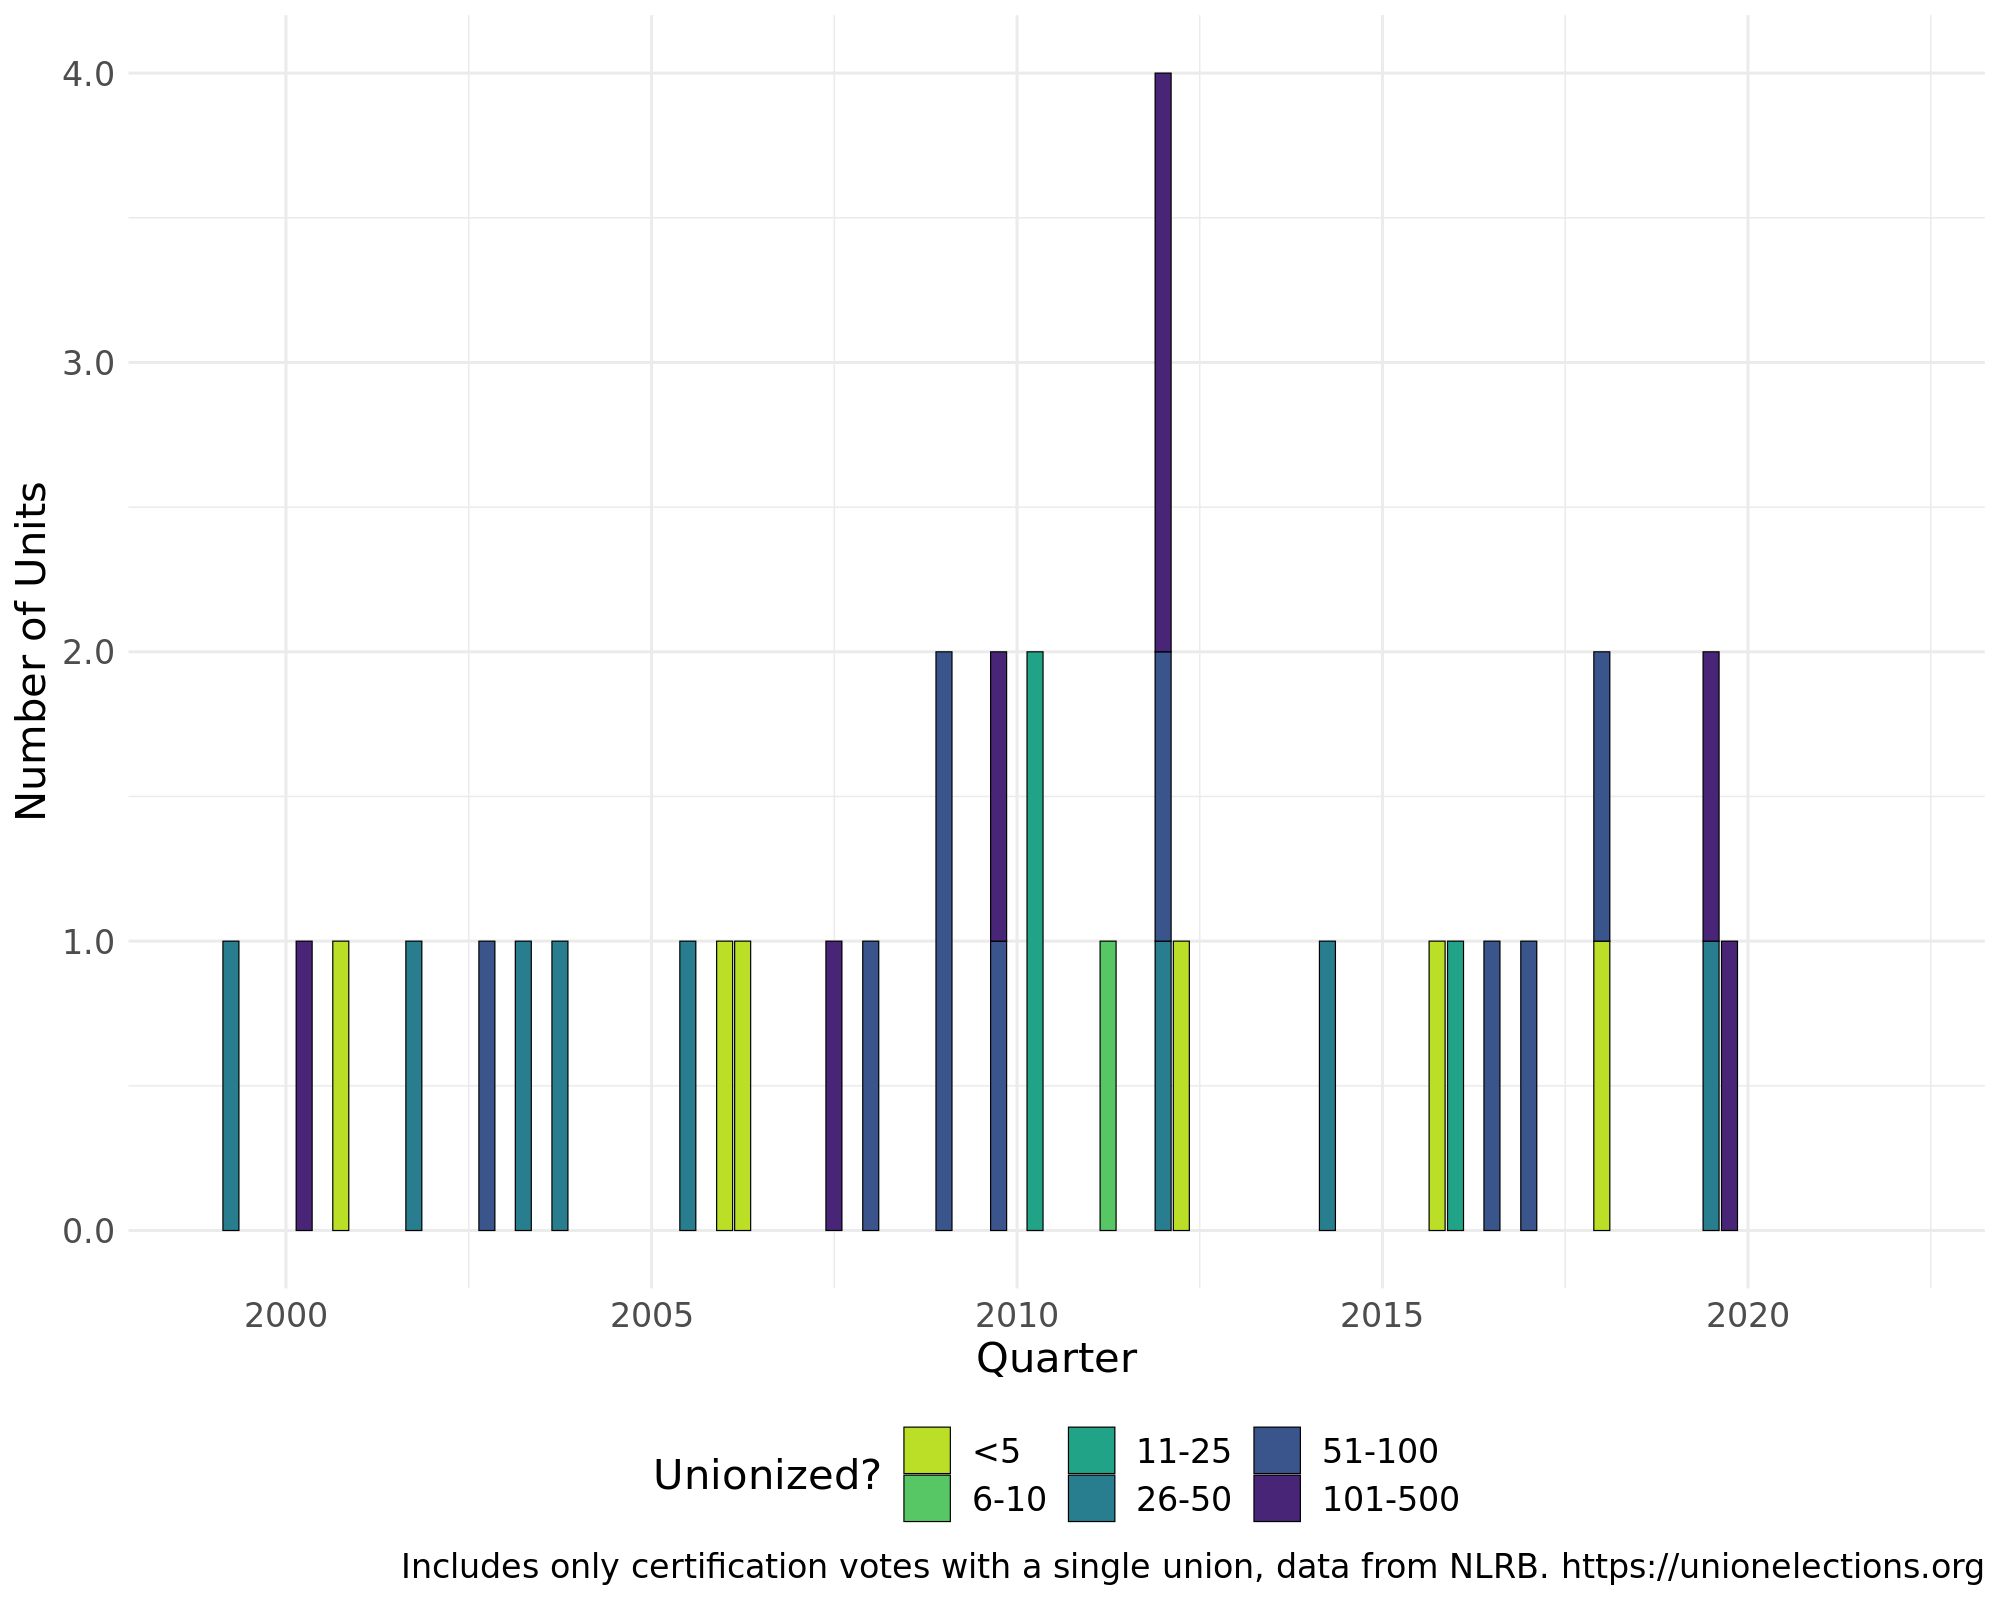 4.0
3.0
2.0
1.0
0.0
Number of Units
2000 2005 2010 2015 2020
Quarter
Unionized?
<5 11-25 51-100
6-10 26-50 101-500
Includes only certification votes with a single union, data from NLRB. https://unionelections.org